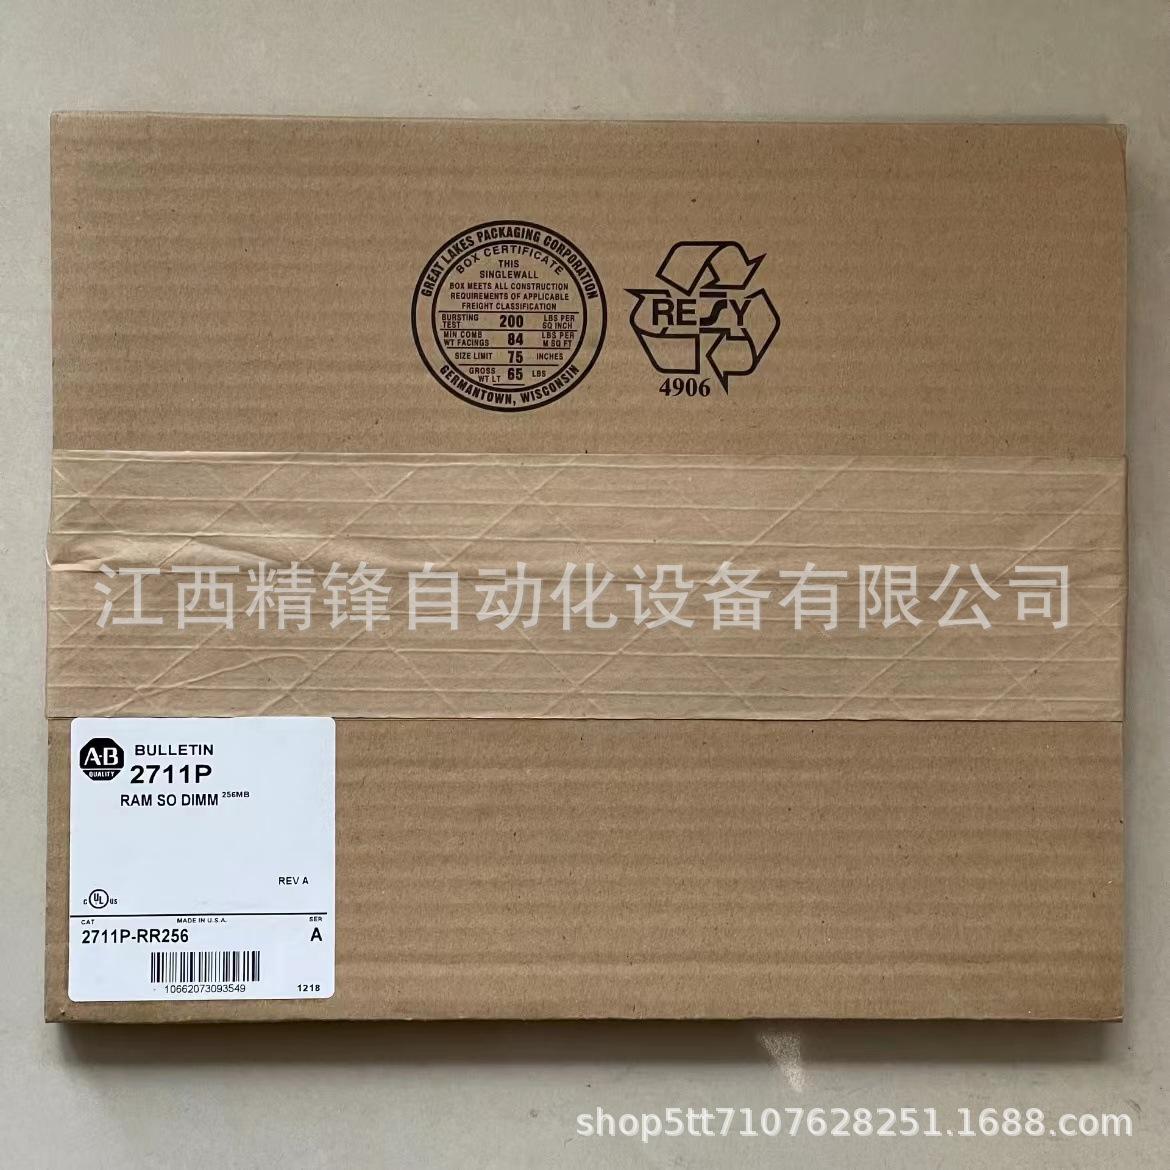 GREAT LAKES PACKAGING CORPORATION
BOX CERTIFICATE
THIS
SINGLEWALL
BOX MEETS ALL CONSTRUCTION
REQUIREMENTS OF APPLICABLE
FREIGHT CLASSIFICATION
BURSTING TEST 200 LBS PER SQ INCH
MIN COMB WT FACINGS 84 LBS PER M SQ FT
SIZE LIMIT 75 INCHES
GROSS WT LT 65 LBS
GERMANTOWN, WISCONSIN
RESY
4906
江西精锋自动化设备有限公司
A-B
QUALITY
BULLETIN
2711P
RAM SO DIMM 256MB
REV A
C UL US
CAT MADE IN U.S.A. SER
2711P-RR256 A
10662073093549
1218
shop5tt7107628251.1688.com